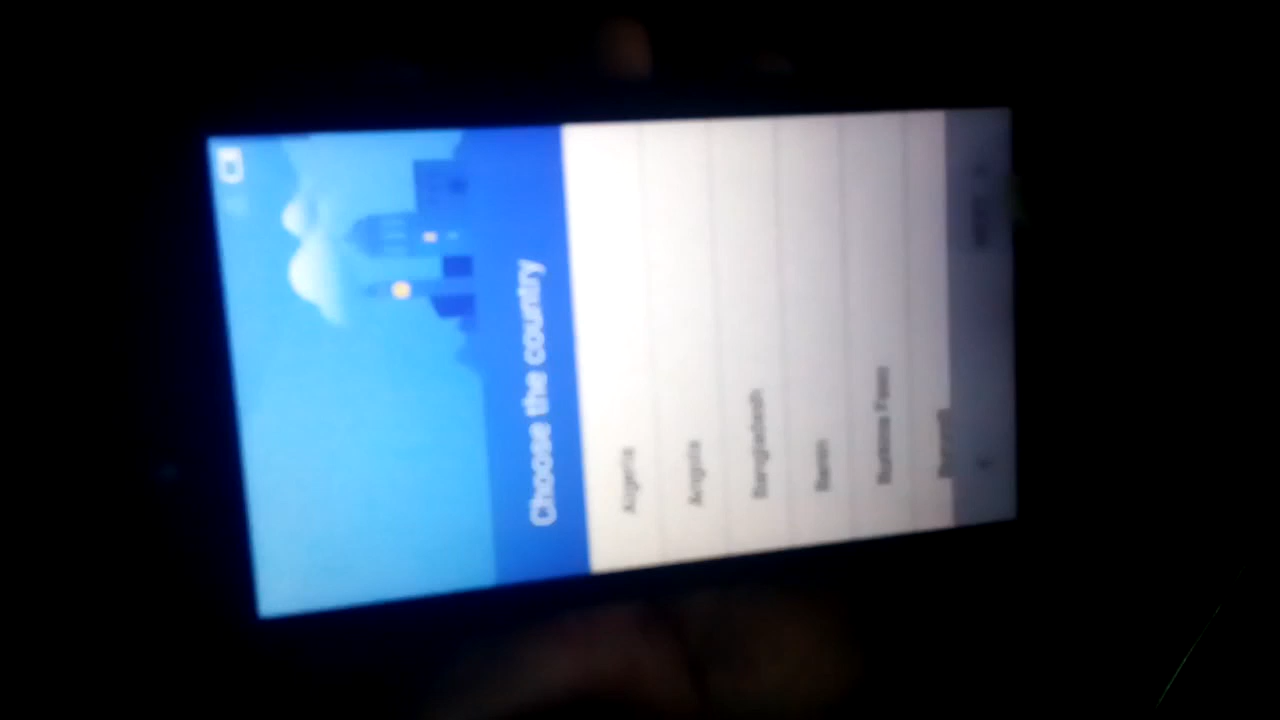 Choose the country
Algeria
Angola
Bangladesh
Benin
Burkina Faso